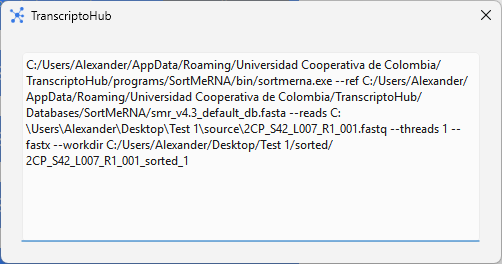 TranscriptoHub
C:/Users/Alexander/AppData/Roaming/Universidad Cooperativa de Colombia/
TranscriptoHub/programs/SortMeRNA/bin/sortmerna.exe --ref C:/Users/Alexander/
AppData/Roaming/Universidad Cooperativa de Colombia/TranscriptoHub/
Databases/SortMeRNA/smr_v4.3_default_db.fasta --reads C:
\Users\Alexander\Desktop\Test 1\source\2CP_S42_L007_R1_001.fastq --threads 1 --
fastx --workdir C:/Users/Alexander/Desktop/Test 1/sorted/
2CP_S42_L007_R1_001_sorted_1